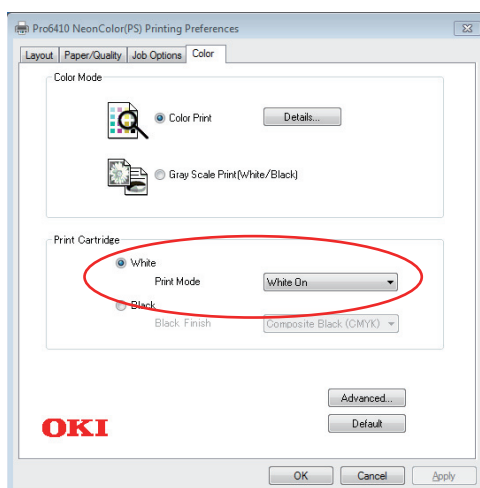 Pro6410 NeonColor(PS) Printing Preferences
Layout Paper/Quality Job Options Color
Color Mode
Color Print Details...
Gray Scale Print(White/Black)
Print Cartridge
White
Print Mode White On
Black
Black Finish Composite Black (CMYK)
Advanced...
OKI Default
OK Cancel Apply